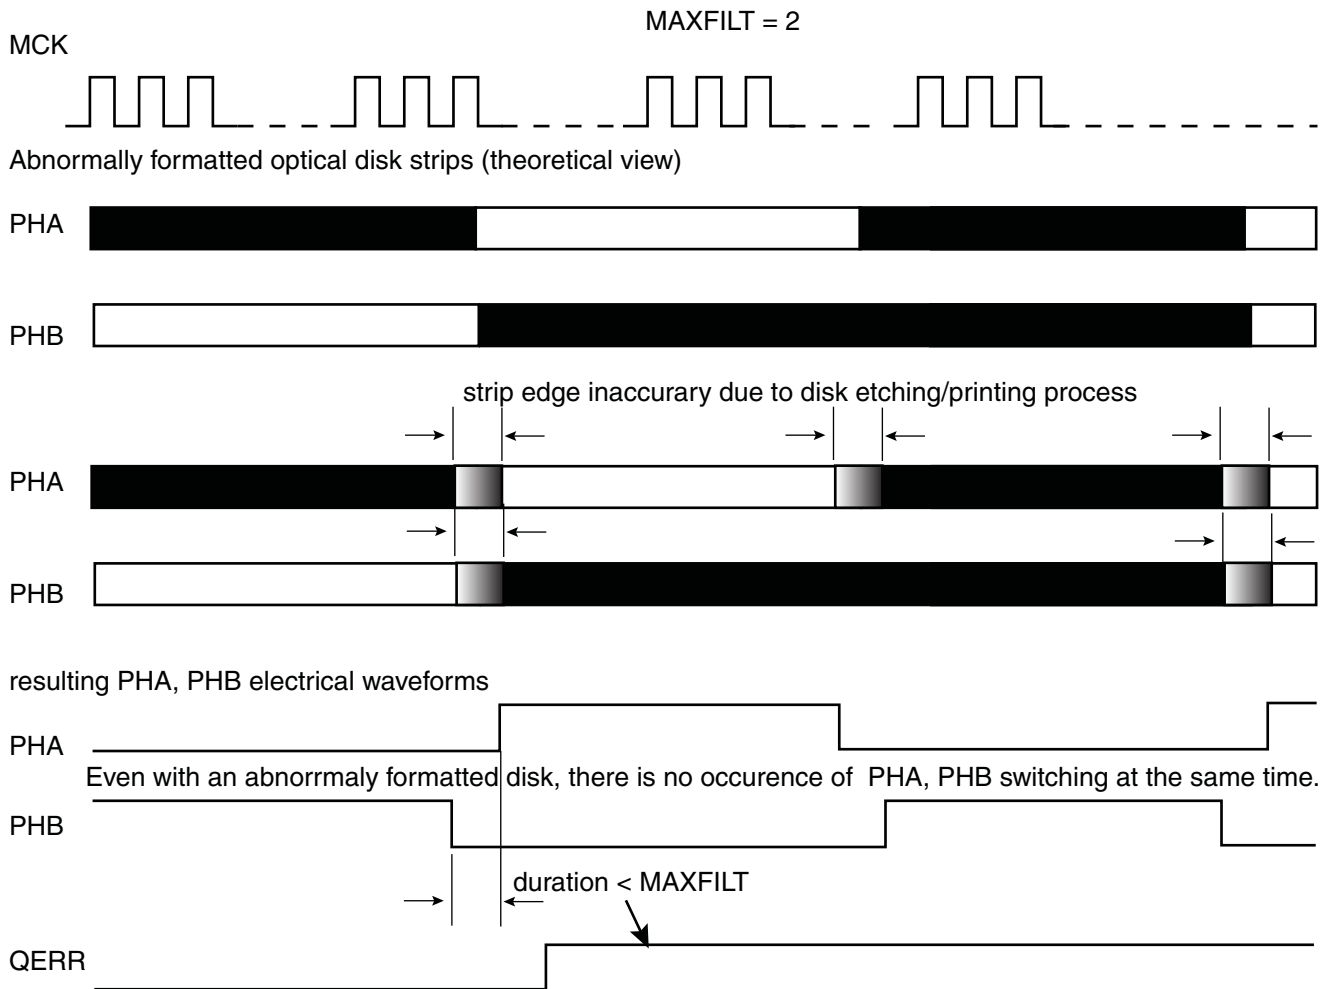 MAXFILT = 2
MCK
Abnormally formatted optical disk strips (theoretical view)
PHA
PHB
strip edge inaccurary due to disk etching/printing process
PHA
PHB
resulting PHA, PHB electrical waveforms
PHA
Even with an abnorrmaly formatted disk, there is no occurence of PHA, PHB switching at the same time.
PHB
duration < MAXFILT
QERR